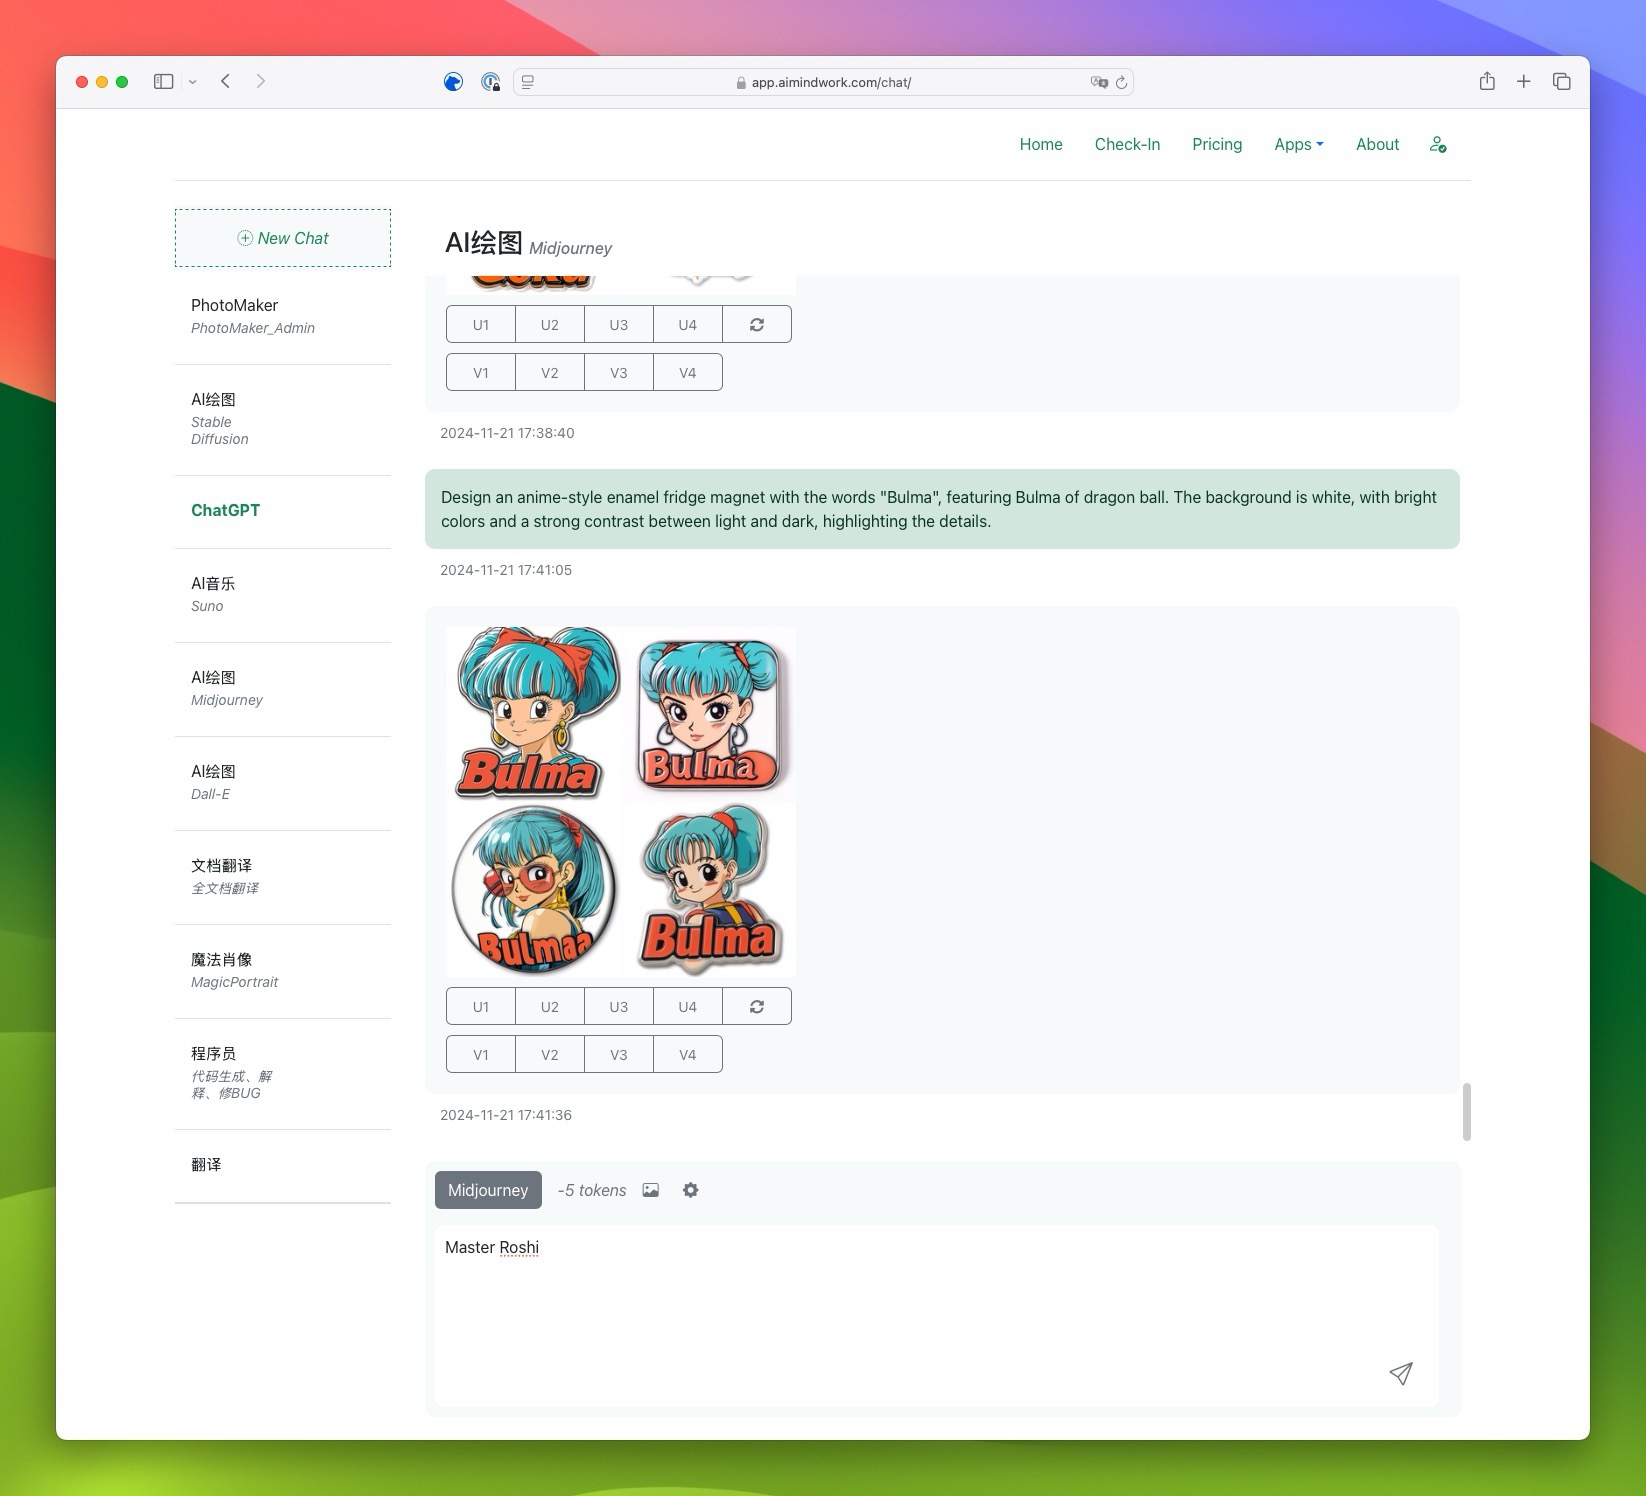 app.aimindwork.com/chat/
Home Check-In Pricing Apps About
New Chat
PhotoMaker
PhotoMaker_Admin
AI绘图
Stable
Diffusion
ChatGPT
AI音乐
Suno
AI绘图
Midjourney
AI绘图
Dall-E
文档翻译
全文档翻译
魔法肖像
MagicPortrait
程序员
代码生成、解
释、修BUG
翻译
AI绘图 Midjourney
U1 U2 U3 U4
V1 V2 V3 V4
2024-11-21 17:38:40
Design an anime-style enamel fridge magnet with the words "Bulma", featuring Bulma of dragon ball. The background is white, with bright
colors and a strong contrast between light and dark, highlighting the details.
2024-11-21 17:41:05
Bulma
Bulma
Bulmaa
Bulma
U1 U2 U3 U4
V1 V2 V3 V4
2024-11-21 17:41:36
Midjourney -5 tokens
Master Roshi